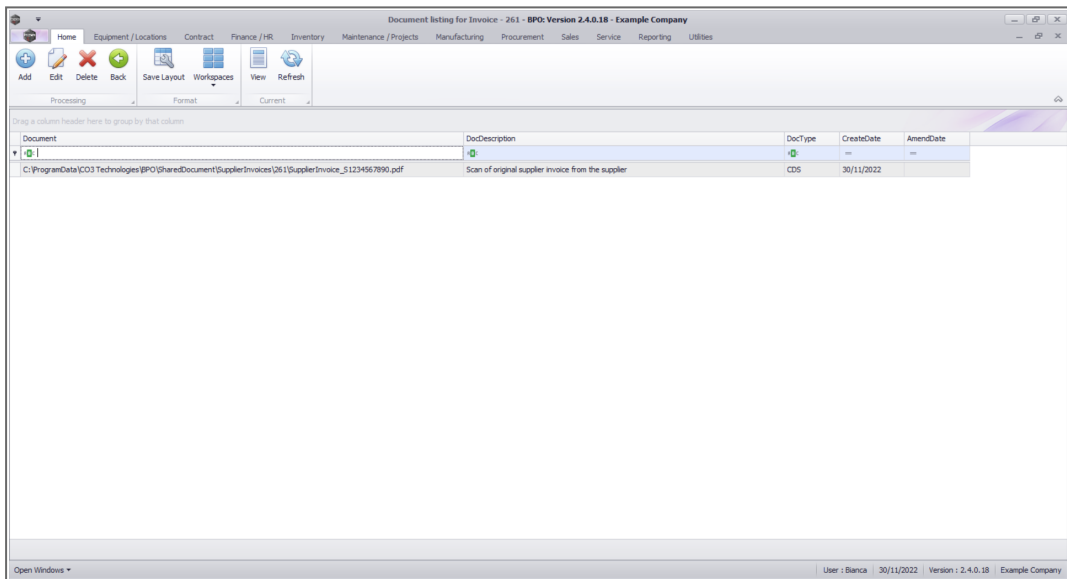 Document listing for Invoice - 261 - BPO: Version 2.4.0.18 - Example Company
Home Equipment / Locations Contract Finance / HR Inventory Maintenance / Projects Manufacturing Procurement Sales Service Reporting Utilities
Add Edit Delete Back Save Layout Workspaces View Refresh
Processing Format Current
Drag a column header here to group by that column
Document DocDescription DocType CreateDate AmendDate
C:\ProgramData\CO3 Technologies\BPO\SharedDocument\SupplierInvoices\261\SupplierInvoice_S1234567890.pdf Scan of original supplier invoice from the supplier CDS 30/11/2022
Open Windows User : Bianca 30/11/2022 Version : 2.4.0.18 Example Company